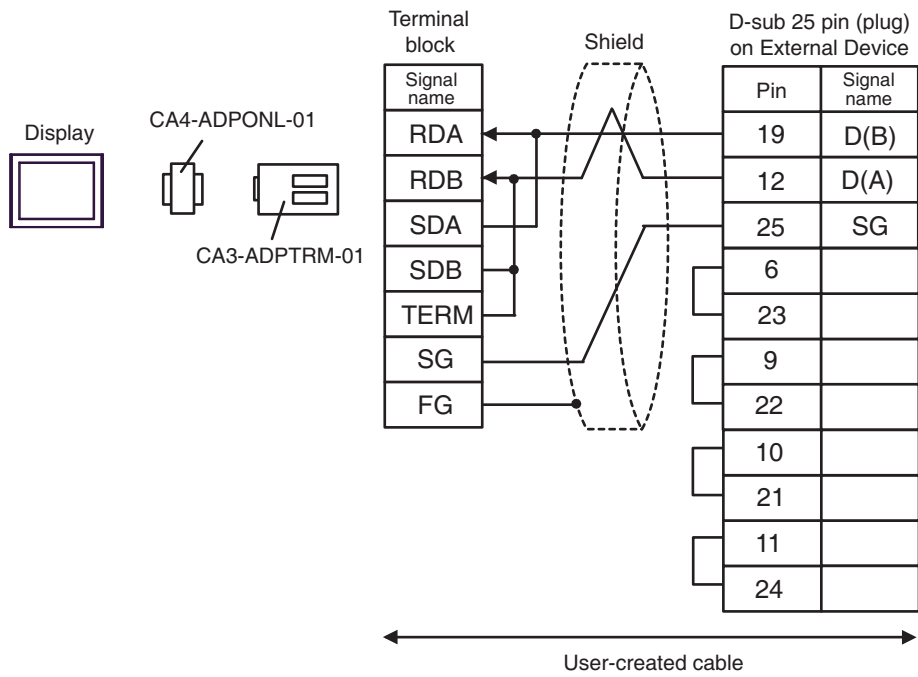 Display
CA4-ADPONL-01
CA3-ADPTRM-01
Terminal
block
Signal
name
RDA
RDB
SDA
SDB
TERM
SG
FG
Shield
D-sub 25 pin (plug)
on External Device
Pin Signal
name
19 D(B)
12 D(A)
25 SG
6
23
9
22
10
21
11
24
User-created cable